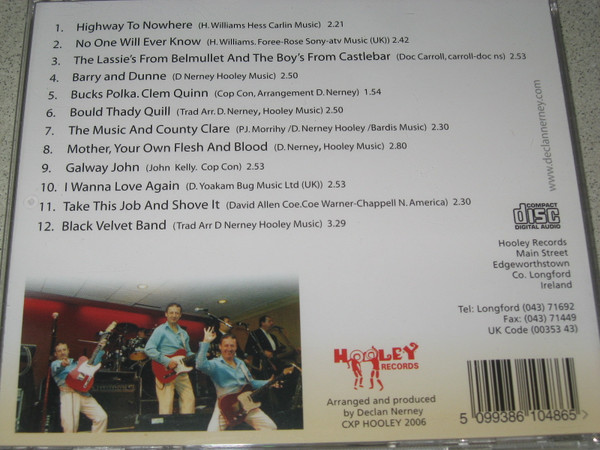 1. Highway To Nowhere (H. Williams Hess Carlin Music) 2.21
2. No One Will Ever Know (H. Williams. Foree-Rose Sony-atv Music (UK)) 2.42
3. The Lassie's From Belmullet And The Boy's From Castlebar (Doc Carroll, carroll-doc ns) 2.53
4. Barry and Dunne (D Nerney Hooley Music) 2.50
5. Bucks Polka. Clem Quinn (Cop Con, Arrangement D. Nerney) 1.54
6. Bould Thady Quill (Trad Arr. D. Nerney, Hooley Music) 2.50
7. The Music And County Clare (P.J. Morrihy /D. Nerney Hooley /Bardis Music) 2.30
8. Mother, Your Own Flesh And Blood (D. Nerney, Hooley Music) 2.80
9. Galway John (John Kelly. Cop Con) 2.53
10. I Wanna Love Again (D. Yoakam Bug Music Ltd (UK)) 2.53
11. Take This Job And Shove It (David Allen Coe.Coe Warner-Chappell N. America) 2.30
12. Black Velvet Band (Trad Arr D Nerney Hooley Music) 3.29
www.declannerney.com
COMPACT
disc
DIGITAL AUDIO
Hooley Records
Main Street
Edgeworthstown
Co. Longford
Ireland
Tel: Longford (043) 71692
Fax: (043) 71449
UK Code (00353 43)
HOOLEY
RECORDS
Arranged and produced
by Declan Nerney
CXP HOOLEY 2006
5 099386 104865 >